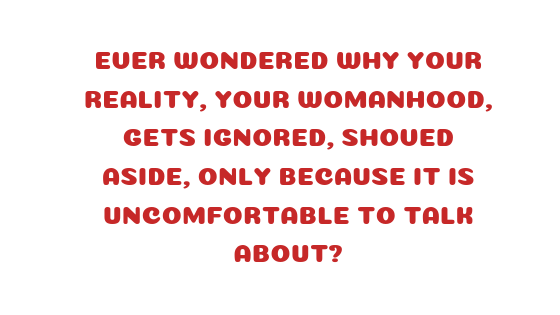 EVER WONDERED WHY YOUR
REALITY, YOUR WOMANHOOD,
GETS IGNORED, SHOVED
ASIDE, ONLY BECAUSE IT IS
UNCOMFORTABLE TO TALK
ABOUT?